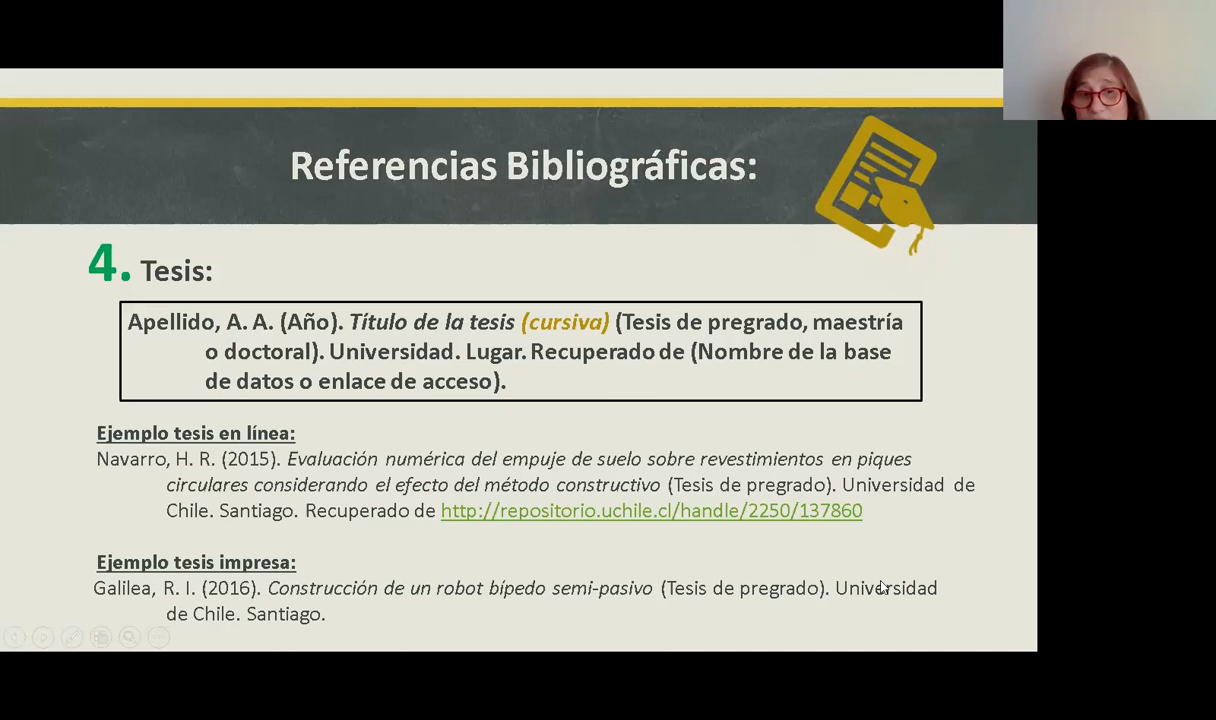 Referencias Bibliográficas:
4. Tesis:
Apellido, A. A. (Año). Título de la tesis (cursiva) (Tesis de pregrado, maestría
o doctoral). Universidad. Lugar. Recuperado de (Nombre de la base
de datos o enlace de acceso).
Ejemplo tesis en línea:
Navarro, H. R. (2015). Evaluación numérica del empuje de suelo sobre revestimientos en piques
circulares considerando el efecto del método constructivo (Tesis de pregrado). Universidad de
Chile. Santiago. Recuperado de http://repositorio.uchile.cl/handle/2250/137860
Ejemplo tesis impresa:
Galilea, R. I. (2016). Construcción de un robot bípedo semi-pasivo (Tesis de pregrado). Universidad
de Chile. Santiago.